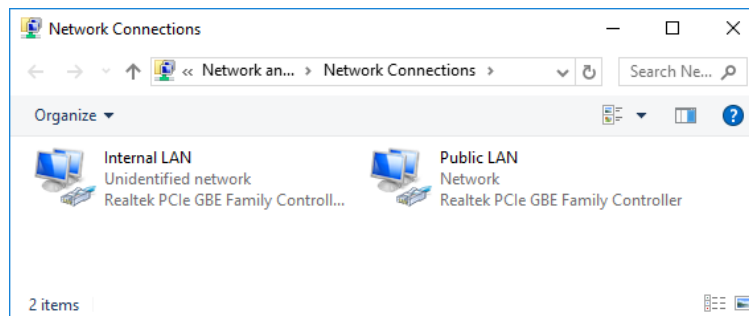 Network Connections
« Network an... › Network Connections ›
Search Ne...
Organize
Internal LAN
Unidentified network
Realtek PCIe GBE Family Controll...
Public LAN
Network
Realtek PCIe GBE Family Controller
2 items